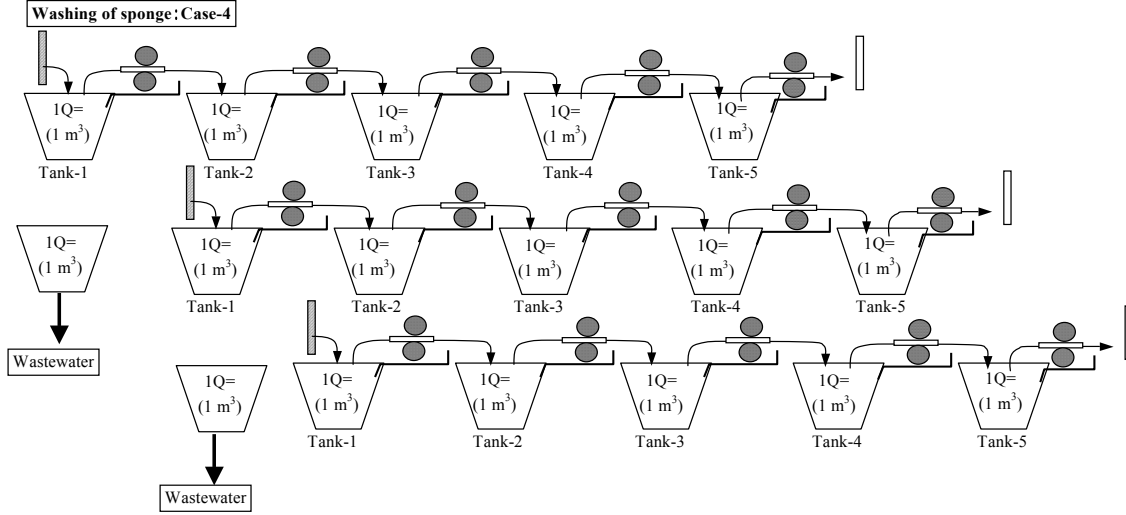 Washing of sponge: Case-4
1Q=
(1 m³)
1Q=
(1 m³)
1Q=
(1 m³)
1Q=
(1 m³)
1Q=
(1 m³)
Tank-1
Tank-2
Tank-3
Tank-4
Tank-5
1Q=
(1 m³)
1Q=
(1 m³)
1Q=
(1 m³)
1Q=
(1 m³)
1Q=
(1 m³)
1Q=
(1 m³)
Tank-1
Tank-2
Tank-3
Tank-4
Tank-5
Wastewater
1Q=
(1 m³)
1Q=
(1 m³)
1Q=
(1 m³)
1Q=
(1 m³)
1Q=
(1 m³)
1Q=
(1 m³)
Tank-1
Tank-2
Tank-3
Tank-4
Tank-5
Wastewater